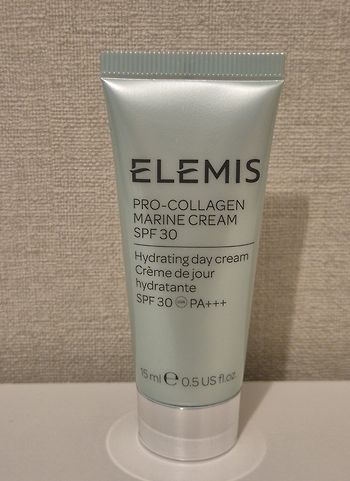 ELEMIS
PRO-COLLAGEN
MARINE CREAM
SPF 30
Hydrating day cream
Crème de jour
hydratante
SPF 30 UVA PA+++
15 ml ℮ 0.5 US fl.oz